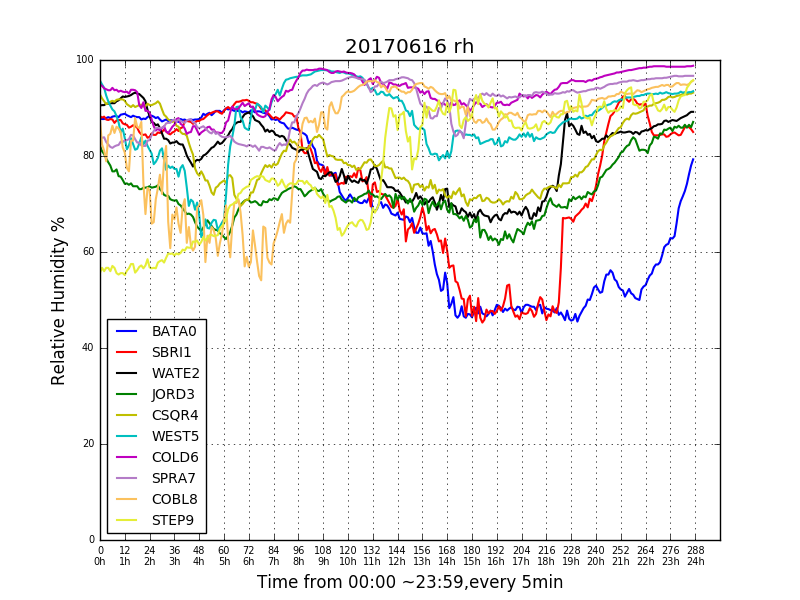 20170616 rh
Relative Humidity %
100
80
60
40
20
0
BATA0
SBRI1
WATE2
JORD3
CSQR4
WEST5
COLD6
SPRA7
COBL8
STEP9
0 12 24 36 48 60 72 84 96 108 120 132 144 156 168 180 192 204 216 228 240 252 264 276 288
0h 1h 2h 3h 4h 5h 6h 7h 8h 9h 10h 11h 12h 13h 14h 15h 16h 17h 18h 19h 20h 21h 22h 23h 24h
Time from 00:00 ~23:59,every 5min